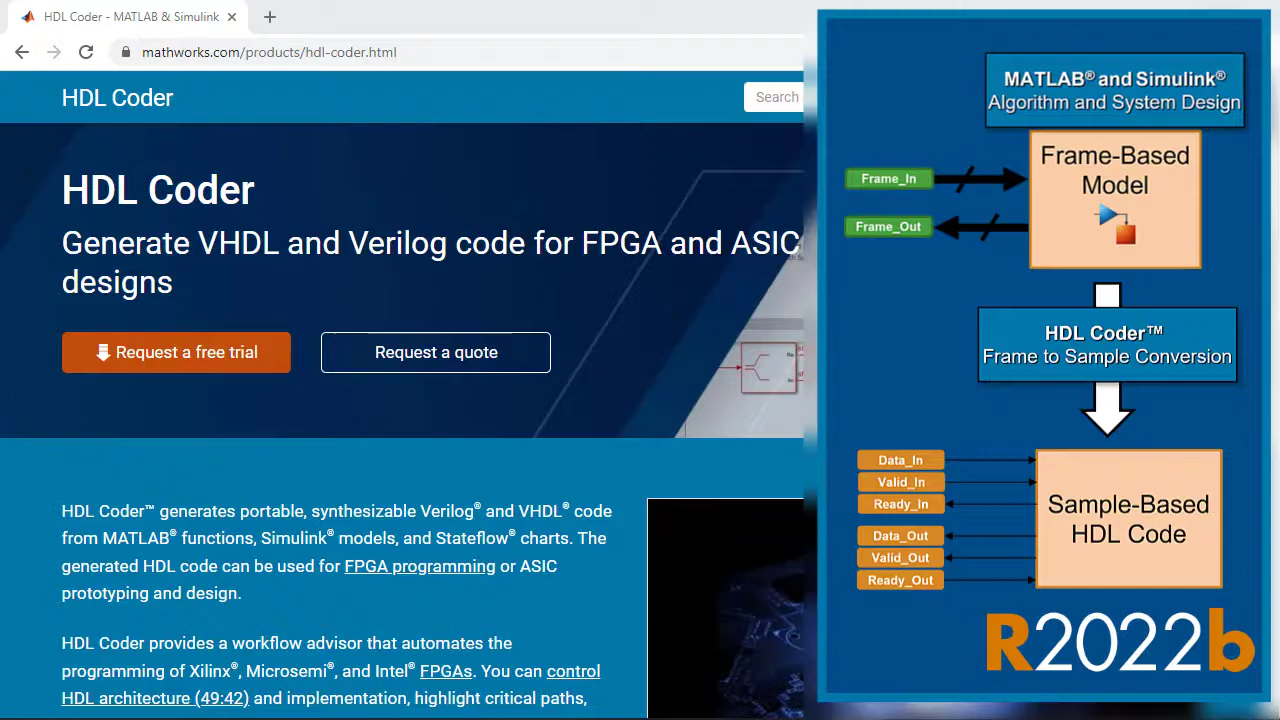 HDL Coder - MATLAB & Simulink
mathworks.com/products/hdl-coder.html
HDL Coder
Search
HDL Coder
Generate VHDL and Verilog code for FPGA and ASIC
designs
Request a free trial
Request a quote
HDL Coder™ generates portable, synthesizable Verilog® and VHDL® code
from MATLAB® functions, Simulink® models, and Stateflow® charts. The
generated HDL code can be used for FPGA programming or ASIC
prototyping and design.
HDL Coder provides a workflow advisor that automates the
programming of Xilinx®, Microsemi®, and Intel® FPGAs. You can control
HDL architecture (49:42) and implementation, highlight critical paths,
MATLAB® and Simulink®
Algorithm and System Design
Frame-Based
Model
Frame_In
Frame_Out
HDL Coder™
Frame to Sample Conversion
Data_In
Valid_In
Ready_In
Data_Out
Valid_Out
Ready_Out
Sample-Based
HDL Code
R2022b